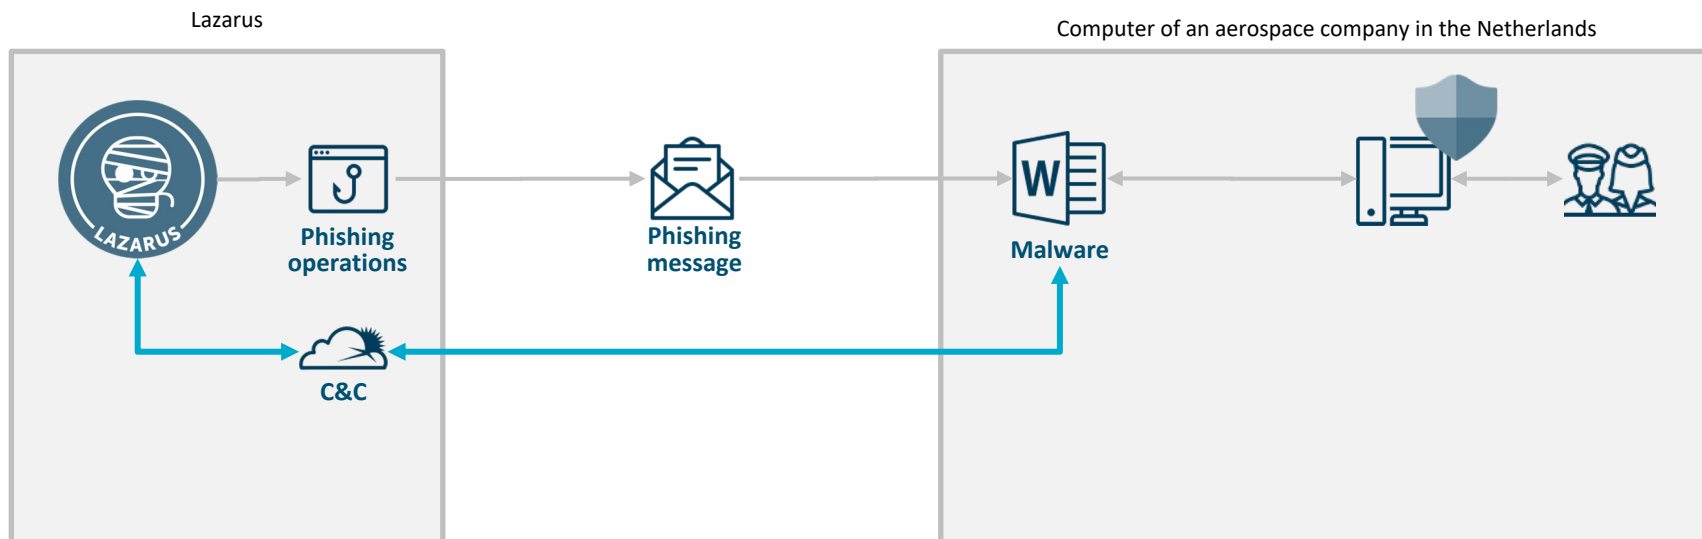 Lazarus
Computer of an aerospace company in the Netherlands
LAZARUS
W
Phishing
operations
Phishing
message
Malware
C&C